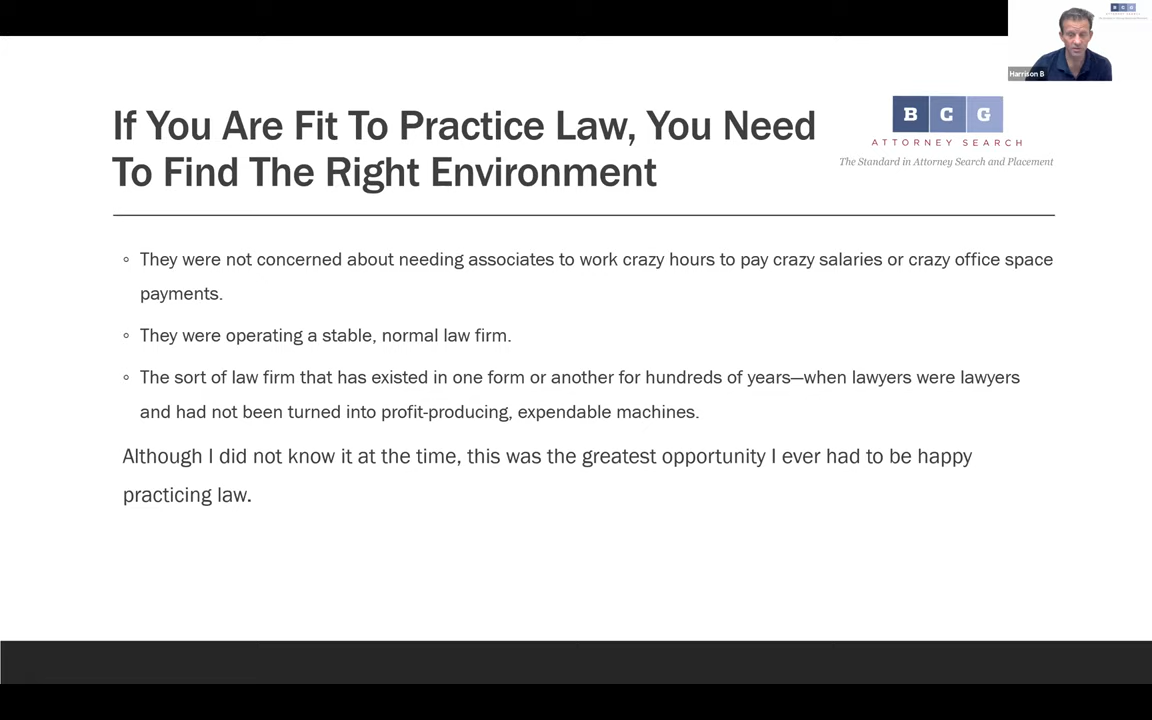 Harrison B
If You Are Fit To Practice Law, You Need
To Find The Right Environment
B C G
ATTORNEY SEARCH
The Standard in Attorney Search and Placement
They were not concerned about needing associates to work crazy hours to pay crazy salaries or crazy office space
payments.
They were operating a stable, normal law firm.
The sort of law firm that has existed in one form or another for hundreds of years—when lawyers were lawyers
and had not been turned into profit-producing, expendable machines.
Although I did not know it at the time, this was the greatest opportunity I ever had to be happy
practicing law.